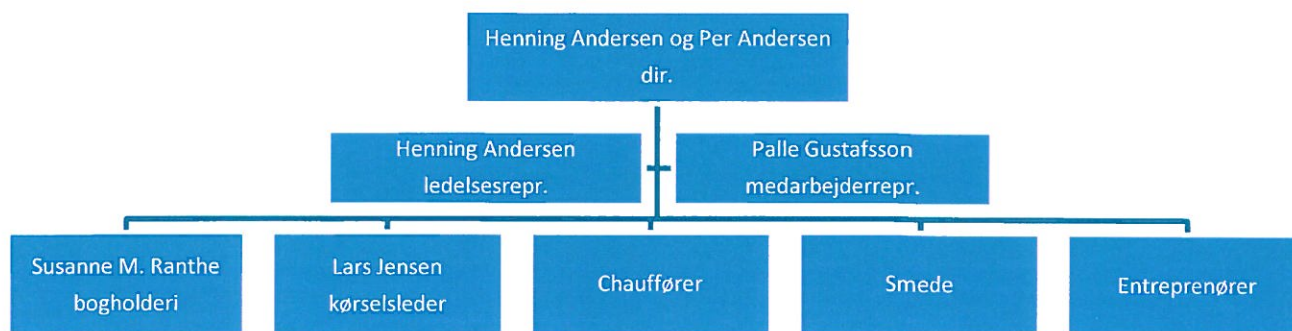 Henning Andersen og Per Andersen
dir.
Henning Andersen
ledelsesrepr.
Palle Gustafsson
medarbejderrepr.
Susanne M. Ranthe
bogholderi
Lars Jensen
kørselsleder
Chauffører
Smede
Entreprenører